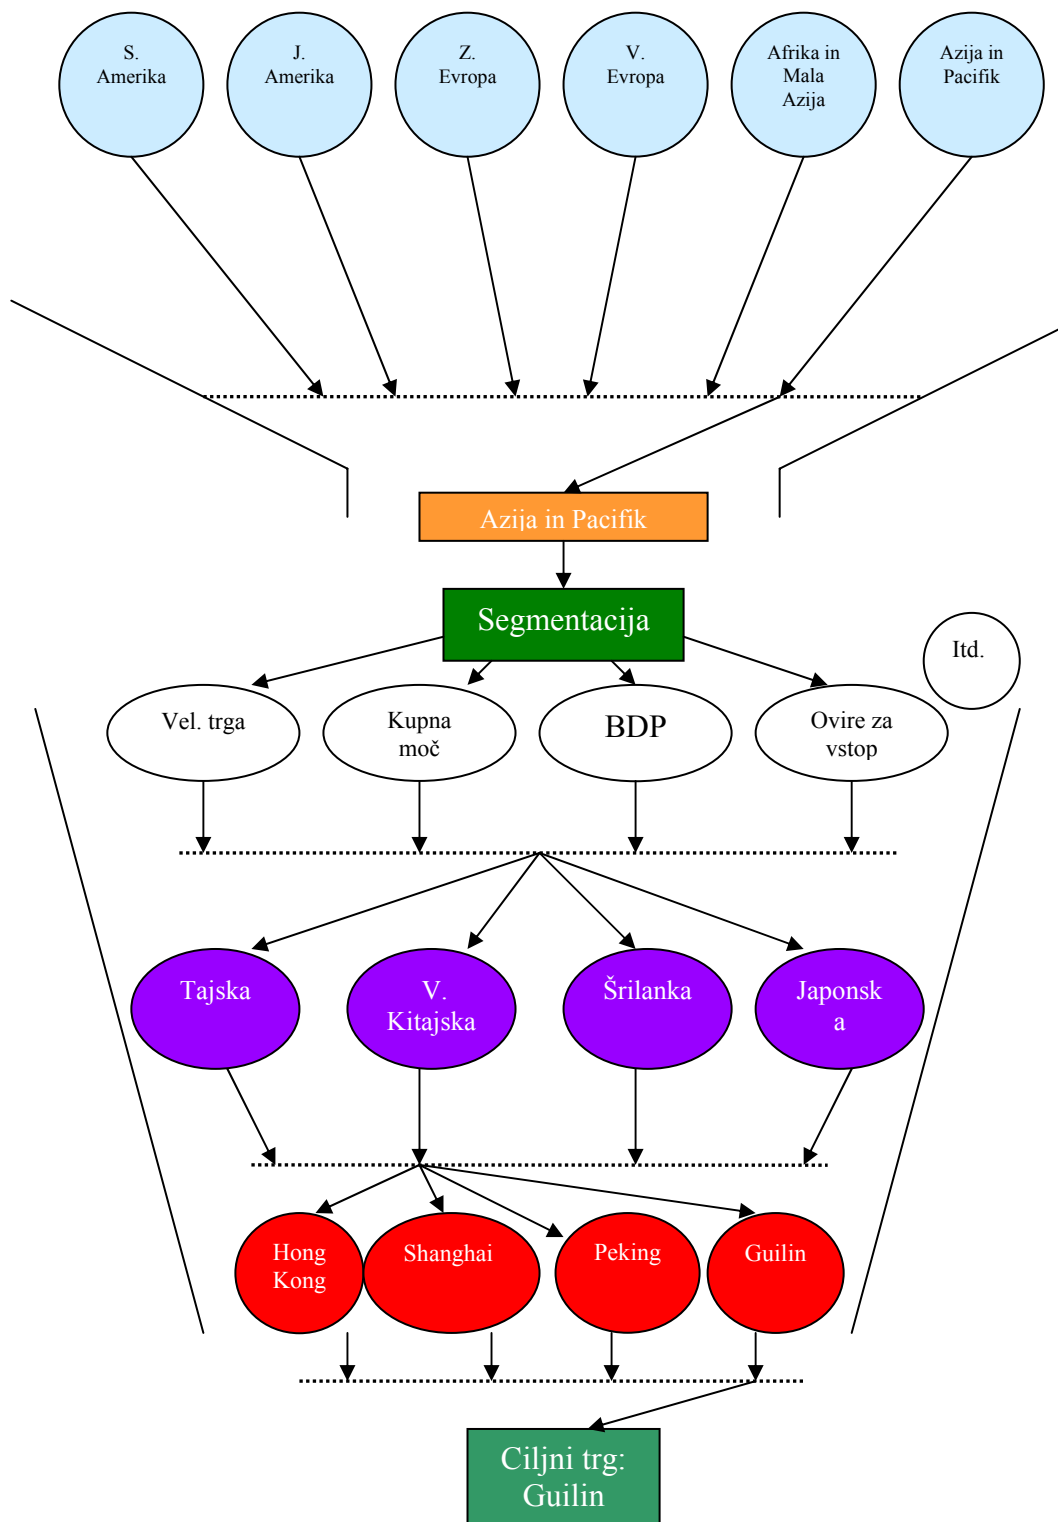 S.
Amerika
J.
Amerika
Z.
Evropa
V.
Evropa
Afrika in
Mala
Azija
Azija in
Pacifik
Azija in Pacifik
Segmentacija
Itd.
Vel. trga
Kupna
moč
BDP
Ovire za
vstop
Tajska
V.
Kitajska
Šrilanka
Japonsk
a
Hong
Kong
Shanghai
Peking
Guilin
Ciljni trg:
Guilin